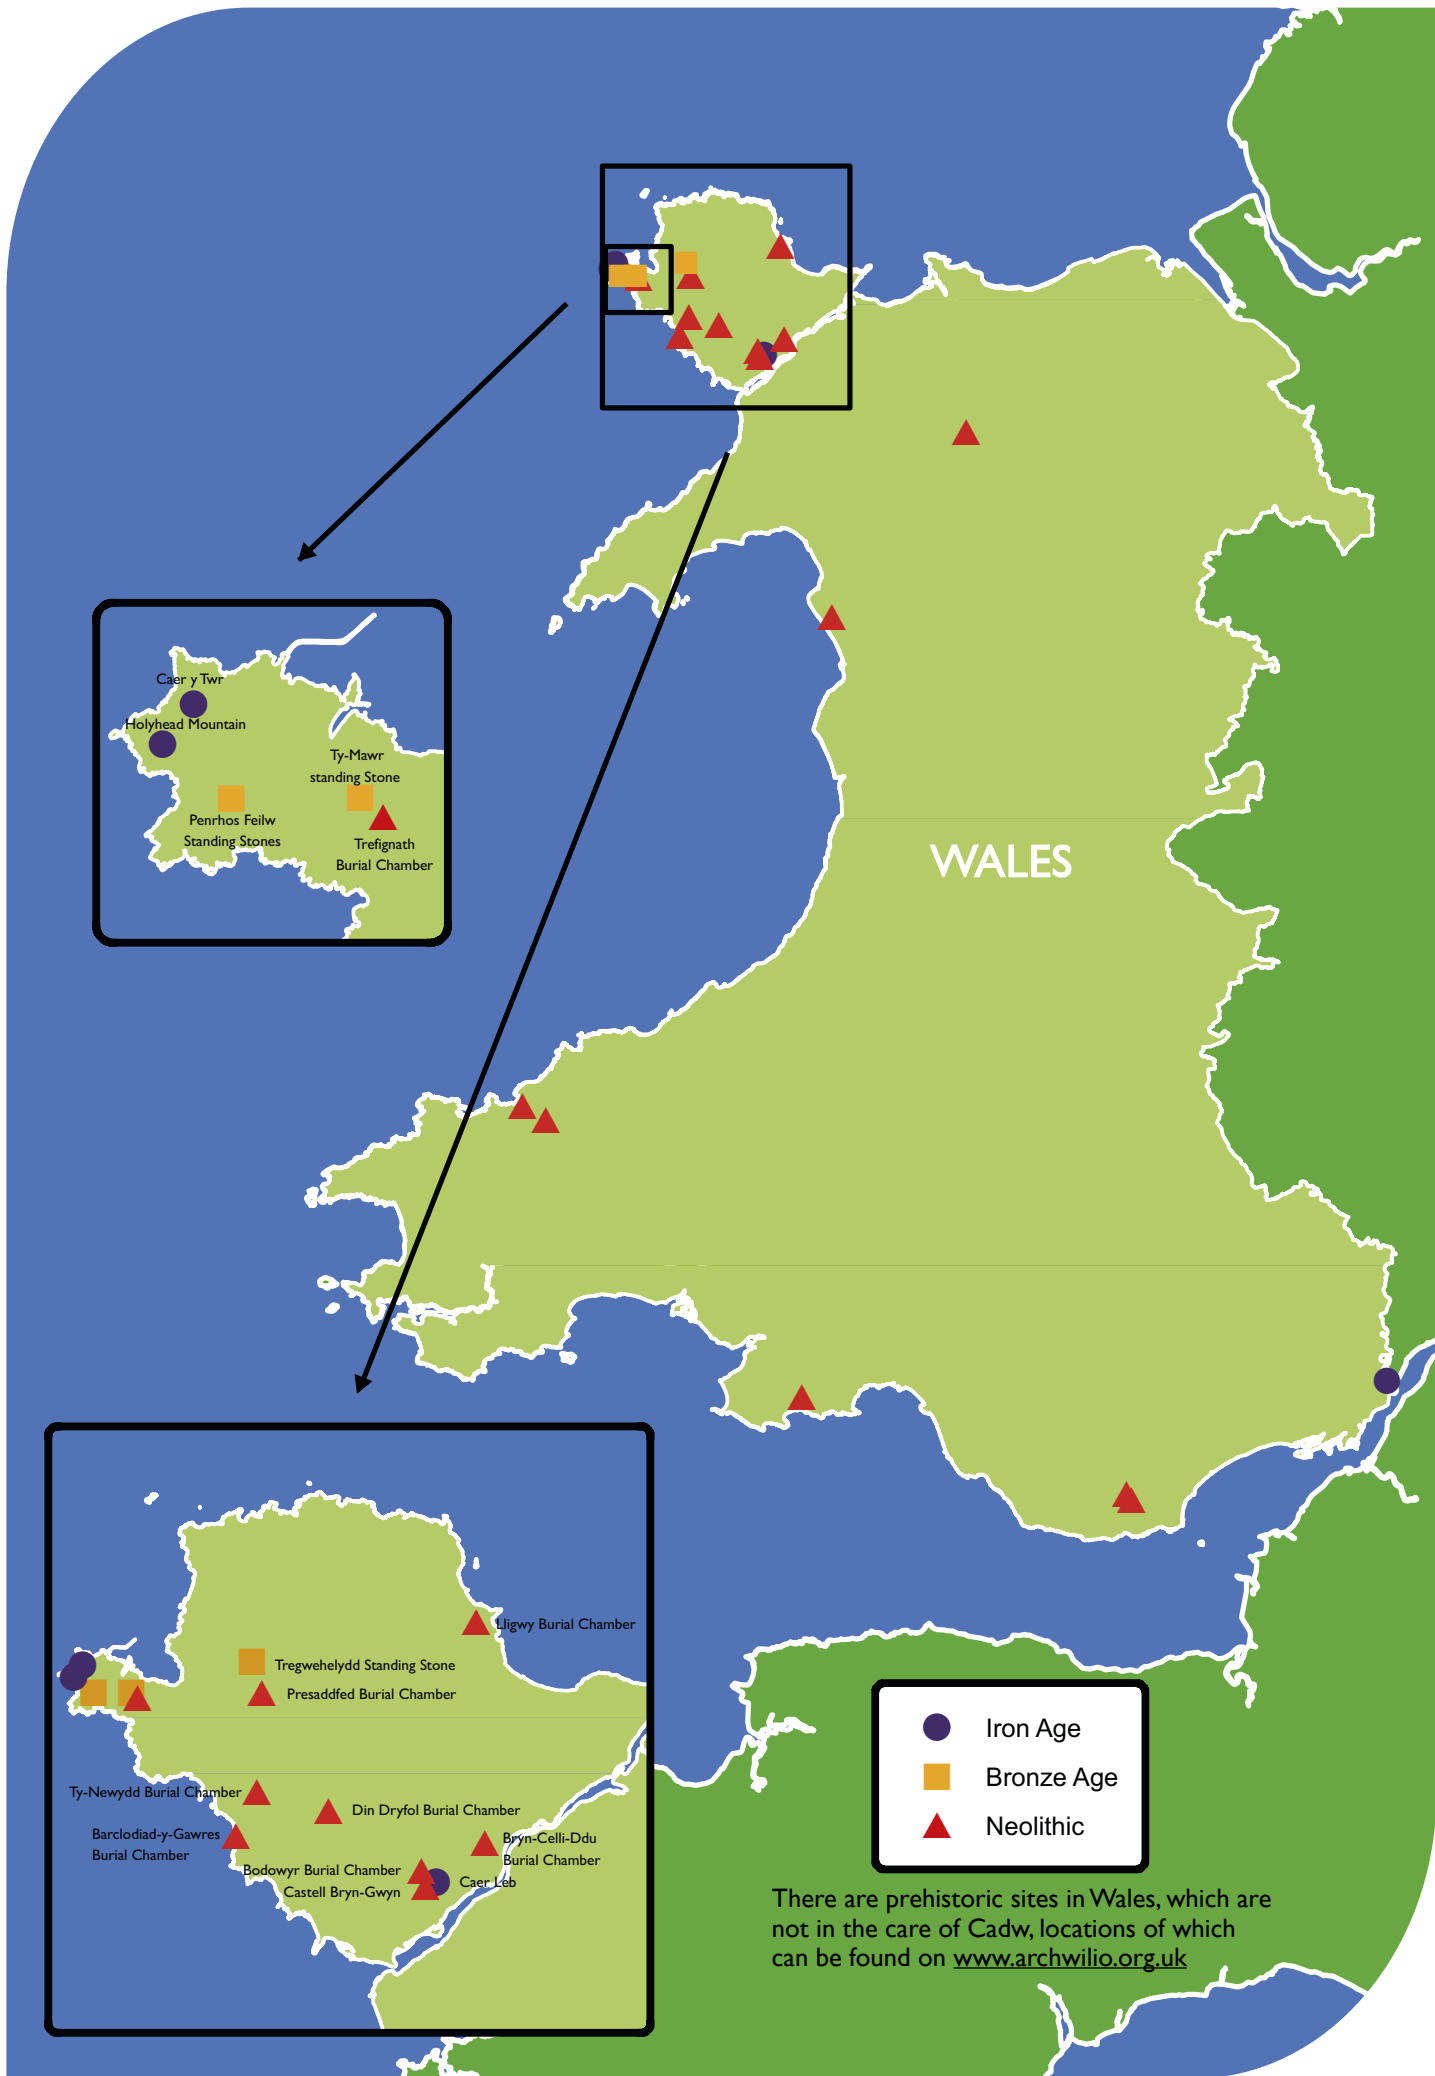 Caer y Twr
Holyhead Mountain
Ty-Mawr
standing Stone
Penrhos Feilw
Standing Stones
Trefignath
Burial Chamber
WALES
Lligwy Burial Chamber
Tregwehelydd Standing Stone
Presaddfed Burial Chamber
Ty-Newydd Burial Chamber
Din Dryfol Burial Chamber
Barclodiad-y-Gawres
Burial Chamber
Bryn-Celli-Ddu
Burial Chamber
Bodowyr Burial Chamber
Caer Leb
Castell Bryn-Gwyn
Iron Age
Bronze Age
Neolithic
There are prehistoric sites in Wales, which are
not in the care of Cadw, locations of which
can be found on www.archwilio.org.uk